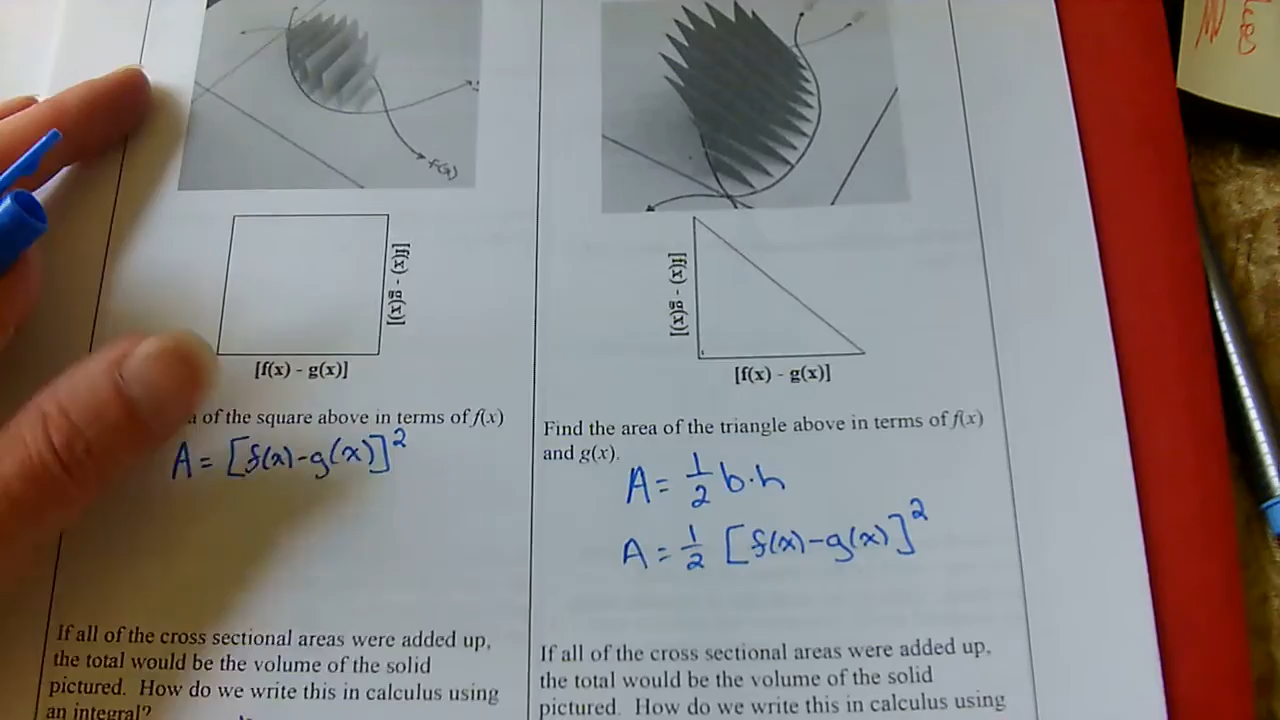 f(x)
[f(x) - g(x)]
[f(x) - g(x)]
of the square above in terms of f(x)
A = [f(x)-g(x)]²
[f(x) - g(x)]
[f(x) - g(x)]
Find the area of the triangle above in terms of f(x)
and g(x).
A = 1/2 b·h
A = 1/2 [f(x)-g(x)]²
If all of the cross sectional areas were added up,
the total would be the volume of the solid
pictured. How do we write this in calculus using
an integral?
If all of the cross sectional areas were added up,
the total would be the volume of the solid
pictured. How do we write this in calculus using